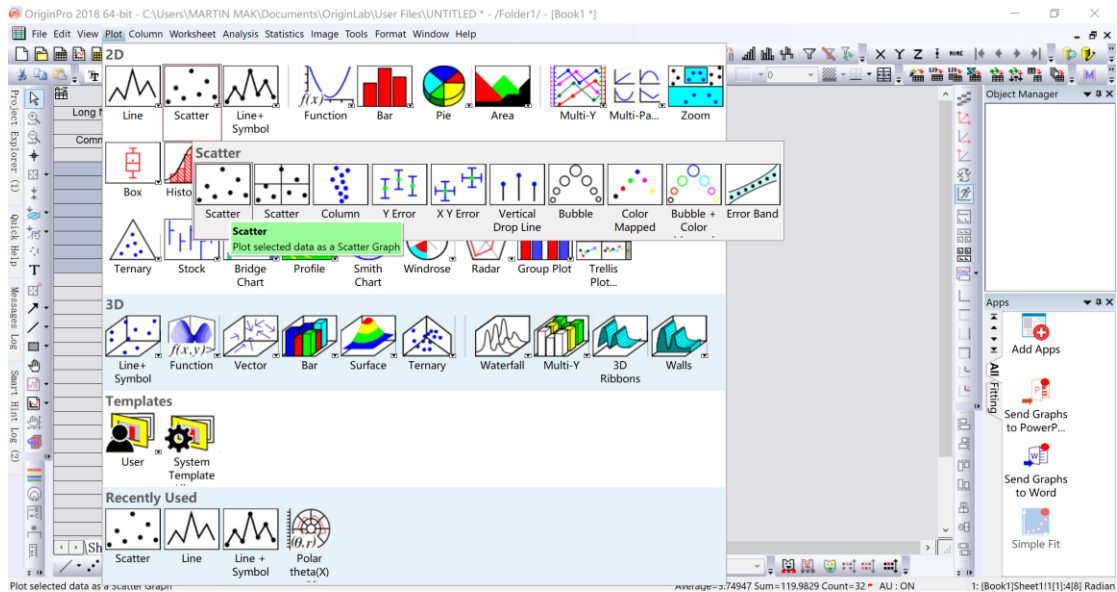 OriginPro 2018 64-bit - C:\Users\MARTIN MAK\Documents\OriginLab\User Files\UNTITLED * - /Folder1/ - [Book1 *]
File Edit View Plot Column Worksheet Analysis Statistics Image Tools Format Window Help
2D
Line Scatter Line+ Symbol Function Bar Pie Area Multi-Y Multi-Pa... Zoom
f(x)
Long
Comm
Box Histo
Scatter
Scatter Scatter Column Y Error X Y Error Vertical Drop Line Bubble Color Mapped Bubble + Color Error Band
Scatter
Plot selected data as a Scatter Graph
Ternary Stock Bridge Chart Profile Smith Chart Windrose Radar Group Plot Trellis Plot...
3D
f(x,y)
Line+ Symbol Function Vector Bar Surface Ternary Waterfall Multi-Y 3D Ribbons Walls
Templates
User System Template
Recently Used
(θ,r)
Scatter Line Line + Symbol Polar theta(X)
Project Explorer (1)
Quick Help
Messages Log
Smart Hint Log (2)
X Y Z
Object Manager
Apps
Add Apps
All
Fitting
Send Graphs to PowerP...
Send Graphs to Word
Simple Fit
\Sh
Plot selected data as a Scatter Graph
Average=3.74947 Sum=119.9829 Count=32 AU : ON
1: [Book1]Sheet1!1[1]:4[8] Radian